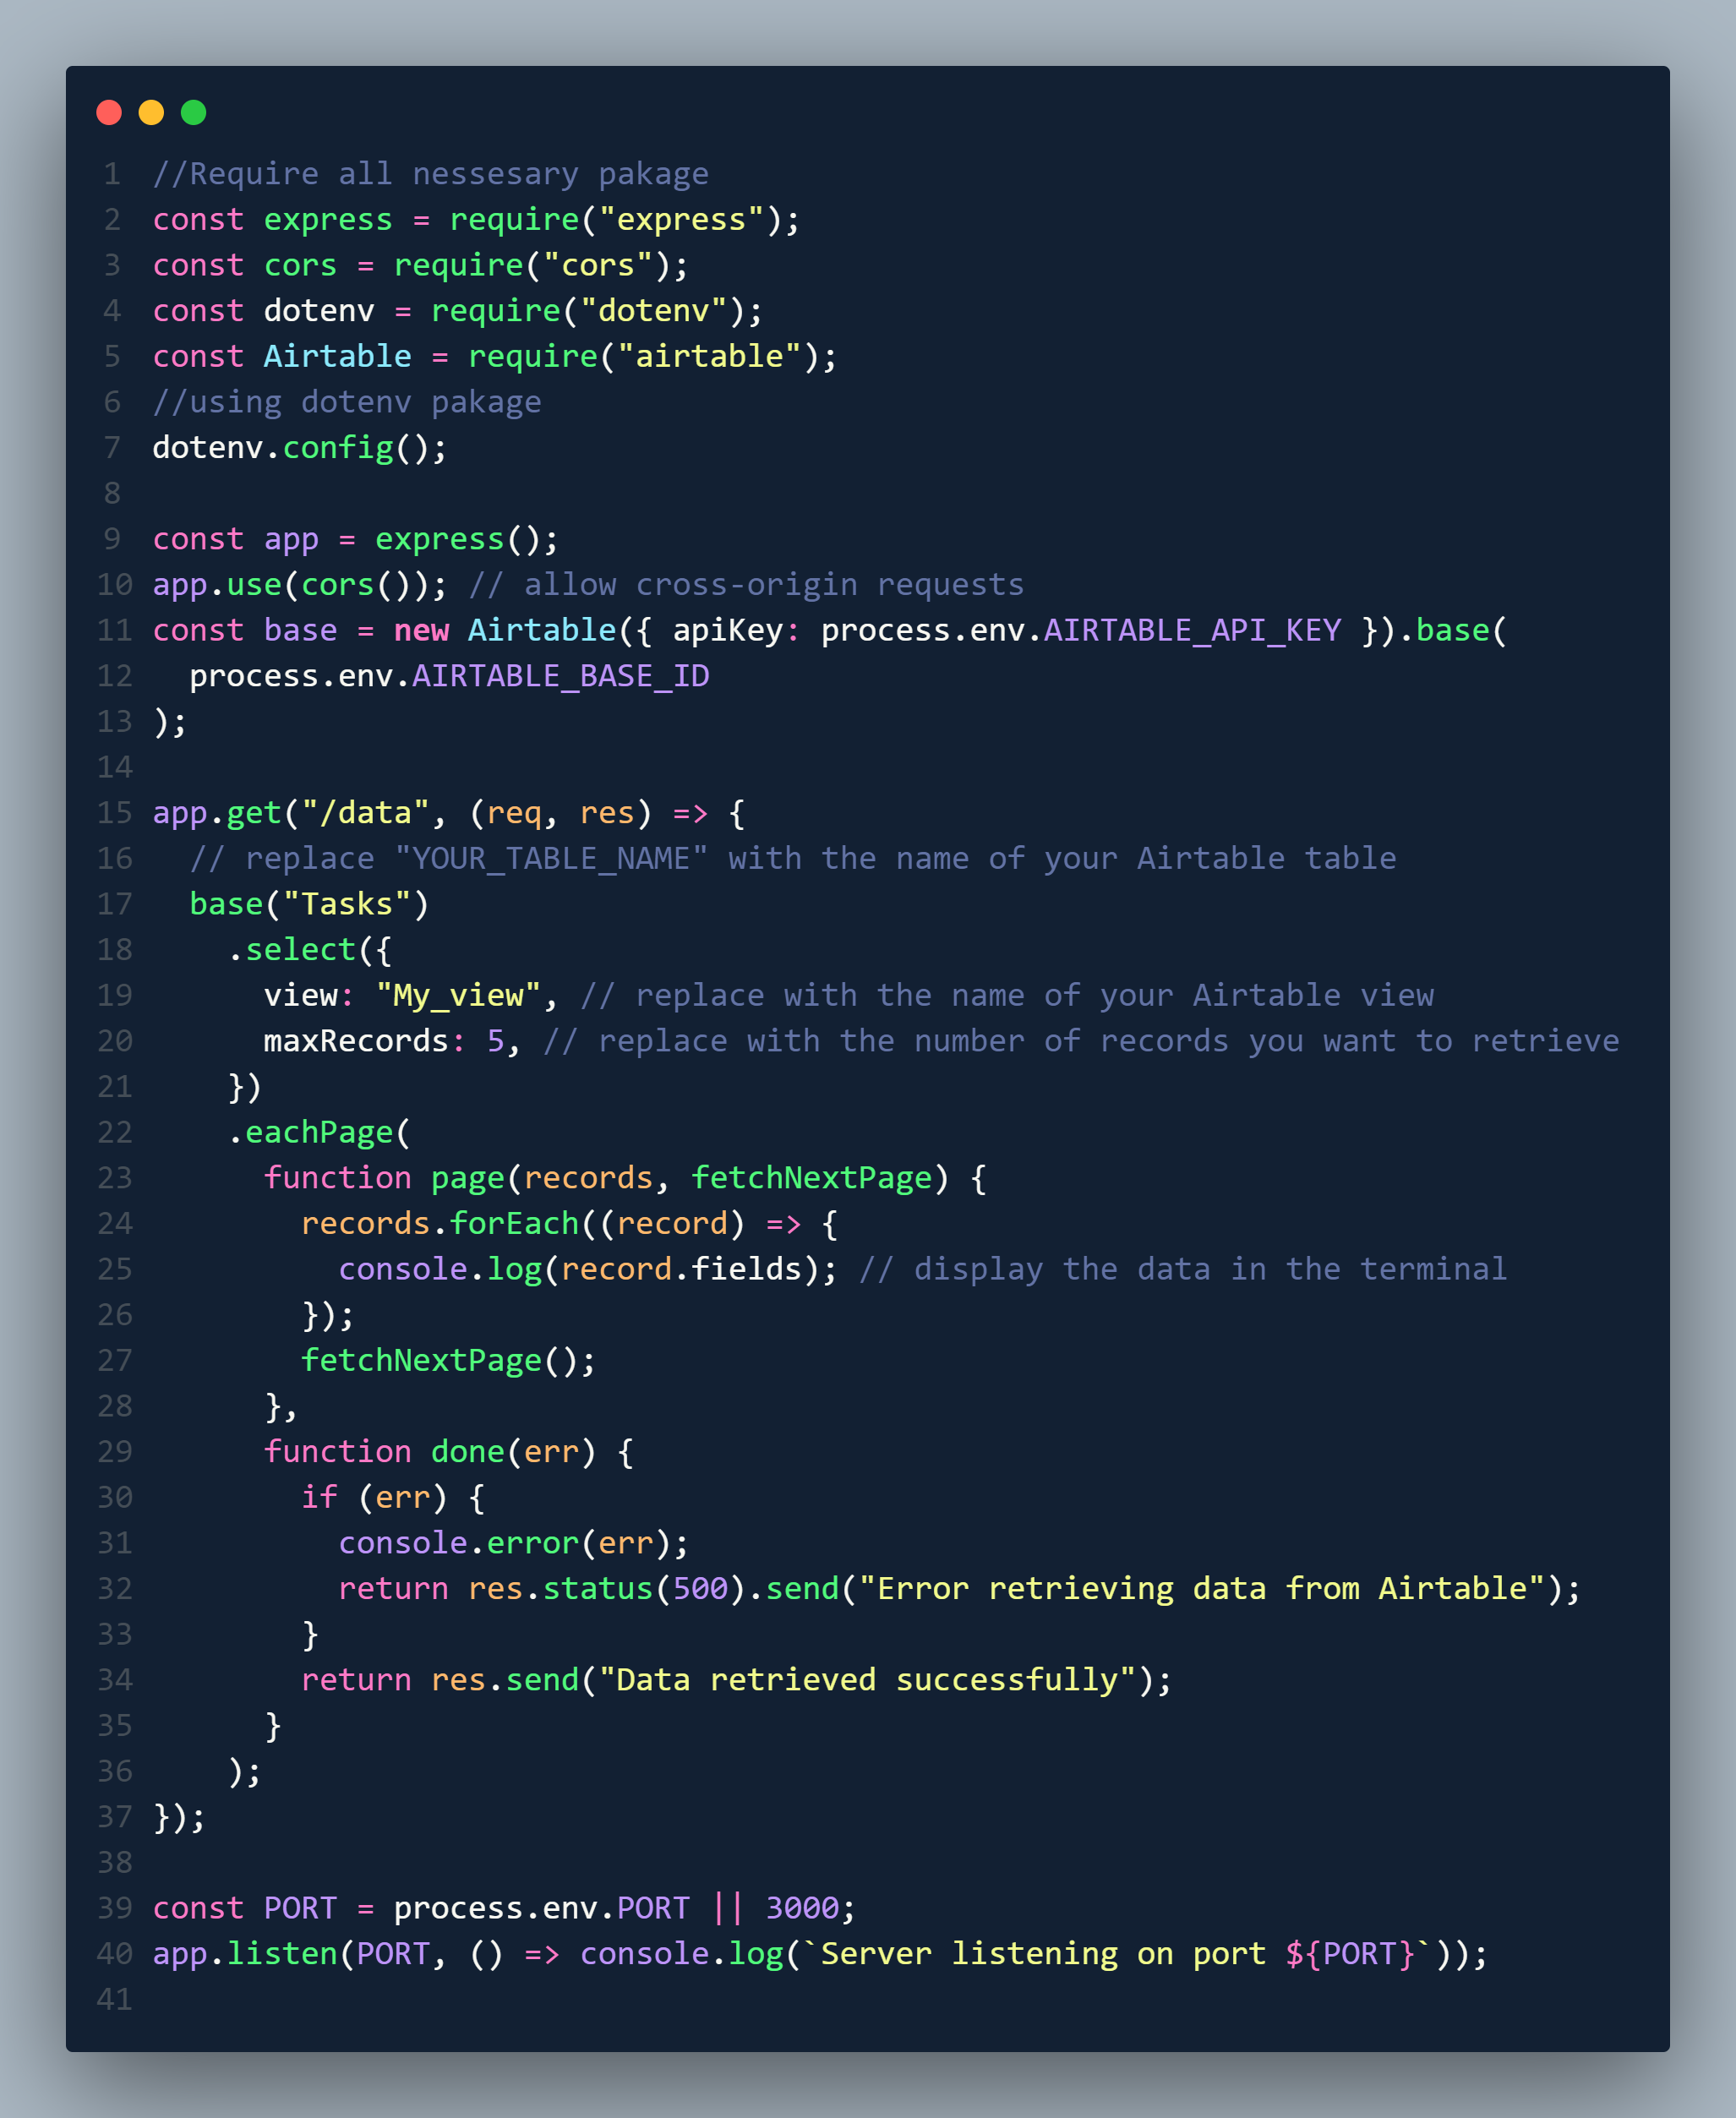 1 //Require all nessesary pakage
2 const express = require("express");
3 const cors = require("cors");
4 const dotenv = require("dotenv");
5 const Airtable = require("airtable");
6 //using dotenv pakage
7 dotenv.config();
8
9 const app = express();
10 app.use(cors()); // allow cross-origin requests
11 const base = new Airtable({ apiKey: process.env.AIRTABLE_API_KEY }).base(
12   process.env.AIRTABLE_BASE_ID
13 );
14
15 app.get("/data", (req, res) => {
16   // replace "YOUR_TABLE_NAME" with the name of your Airtable table
17   base("Tasks")
18     .select({
19       view: "My_view", // replace with the name of your Airtable view
20       maxRecords: 5, // replace with the number of records you want to retrieve
21     })
22     .eachPage(
23       function page(records, fetchNextPage) {
24         records.forEach((record) => {
25           console.log(record.fields); // display the data in the terminal
26         });
27         fetchNextPage();
28       },
29       function done(err) {
30         if (err) {
31           console.error(err);
32           return res.status(500).send("Error retrieving data from Airtable");
33         }
34         return res.send("Data retrieved successfully");
35       }
36     );
37 });
38
39 const PORT = process.env.PORT || 3000;
40 app.listen(PORT, () => console.log(`Server listening on port ${PORT}`));
41